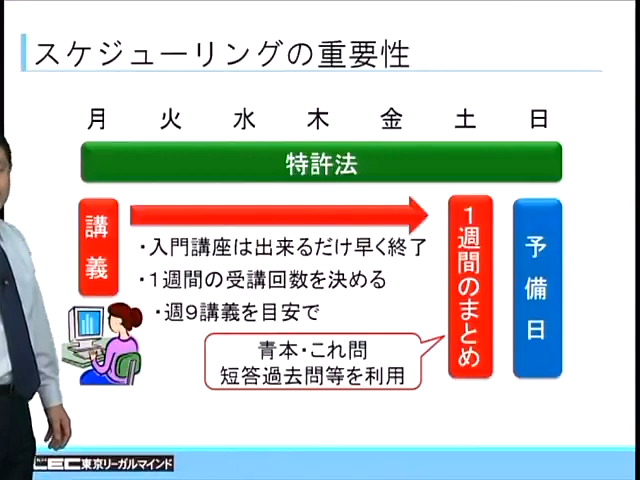 スケジューリングの重要性
月 火 水 木 金 土 日
特許法
講義
・入門講座は出来るだけ早く終了
・1週間の受講回数を決める
・週9講義を目安で
青本・これ問
短答過去問等を利用
1週間のまとめ
予備日
LEC東京リーガルマインド